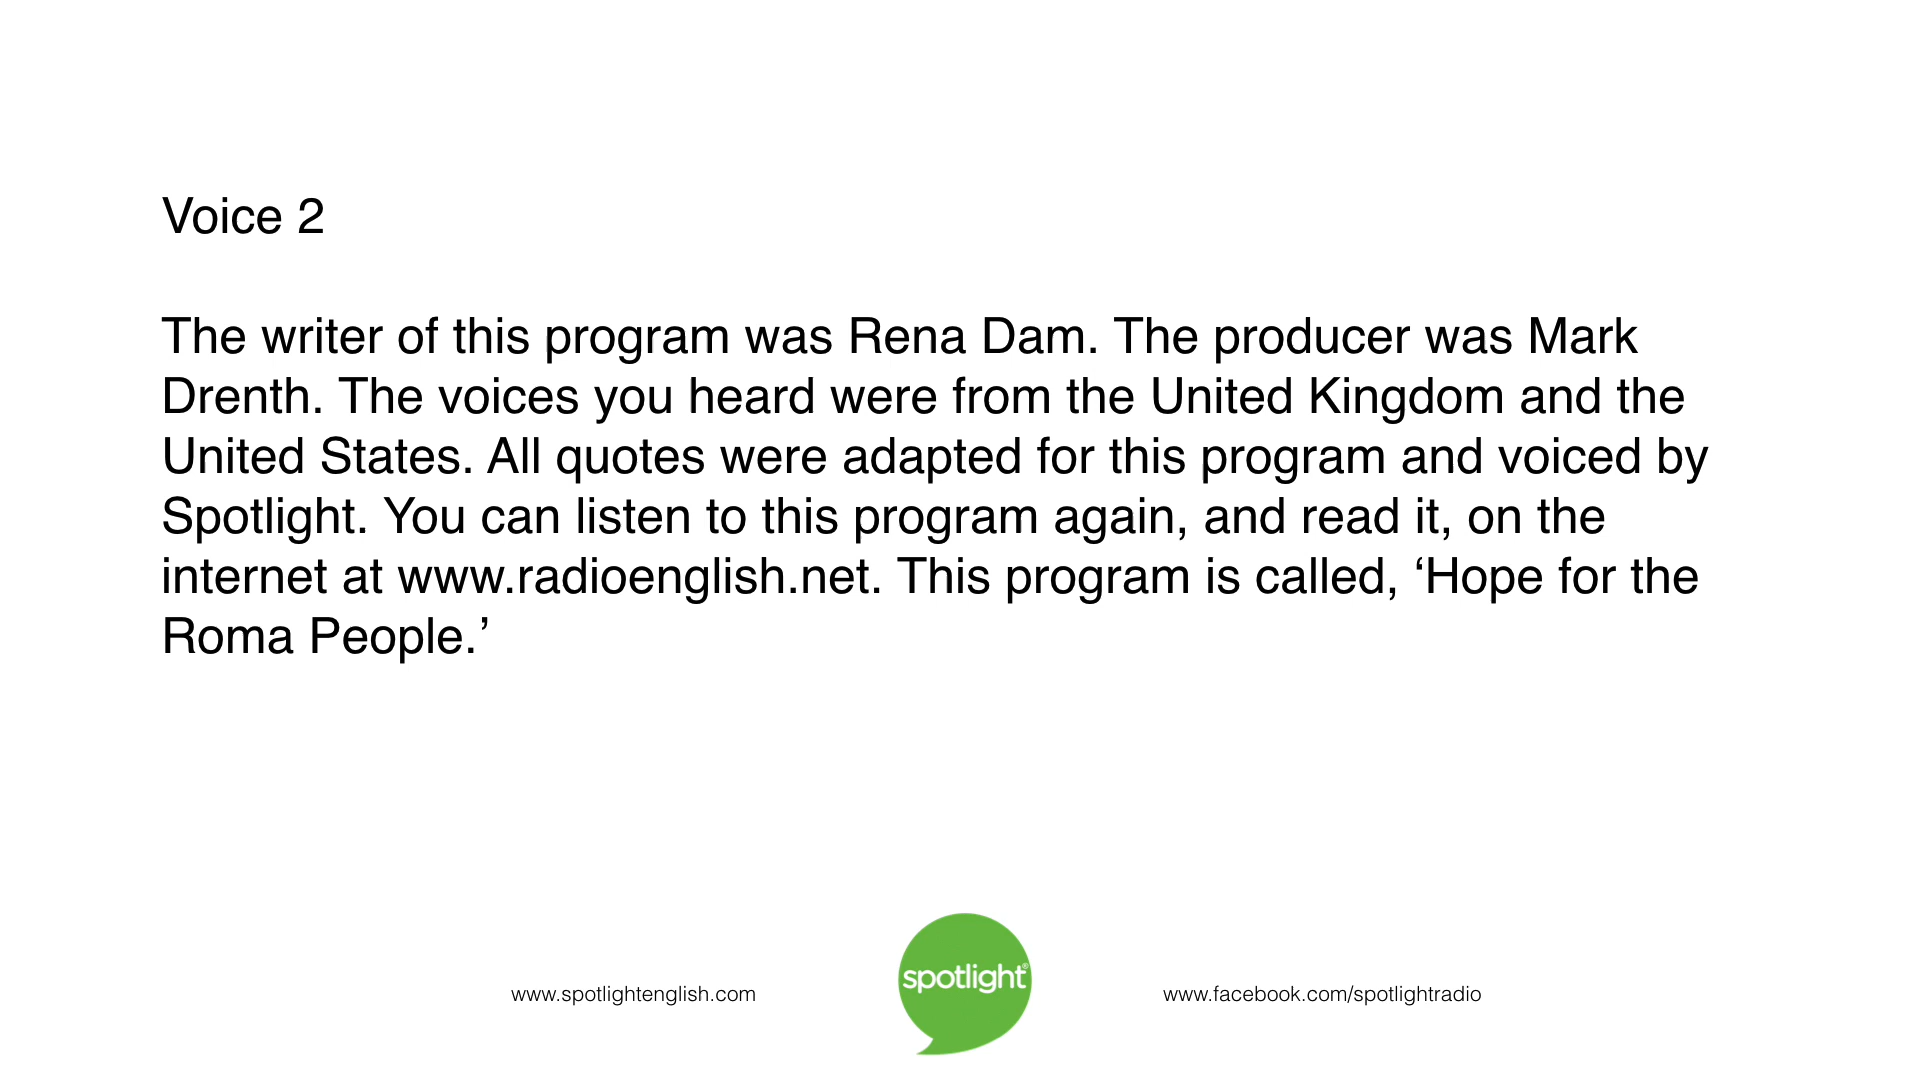 Voice 2
The writer of this program was Rena Dam. The producer was Mark
Drenth. The voices you heard were from the United Kingdom and the
United States. All quotes were adapted for this program and voiced by
Spotlight. You can listen to this program again, and read it, on the
internet at www.radioenglish.net. This program is called, ‘Hope for the
Roma People.’
www.spotlightenglish.com
spotlight®
www.facebook.com/spotlightradio